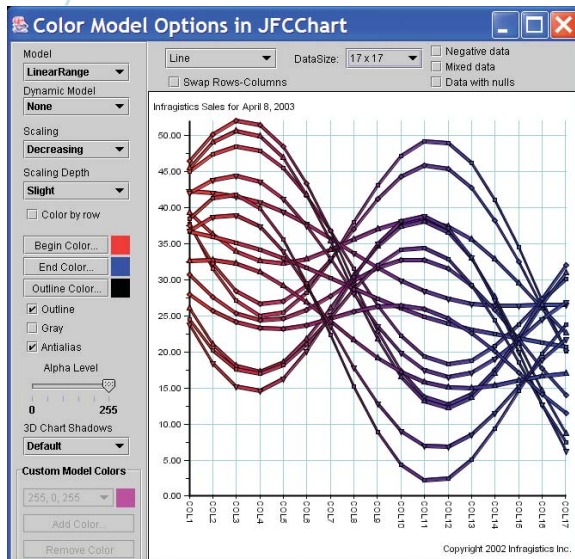 Color Model Options in JFCChart
Model
LinearRange
Dynamic Model
None
Scaling
Decreasing
Scaling Depth
Slight
Color by row
Begin Color...
End Color...
Outline Color...
Outline
Gray
Antialias
Alpha Level
0 255
3D Chart Shadows
Default
Custom Model Colors
255, 0, 255
Add Color...
Remove Color
Line
Swap Rows-Columns
DataSize: 17 x 17
Negative data
Mixed data
Data with nulls
Infragistics Sales for April 8, 2003
50.00
45.00
40.00
35.00
30.00
25.00
20.00
15.00
10.00
5.00
0.00
COL1
COL2
COL3
COL4
COL5
COL6
COL7
COL8
COL9
COL10
COL11
COL12
COL13
COL14
COL15
COL16
COL17
Copyright 2002 Infragistics Inc.